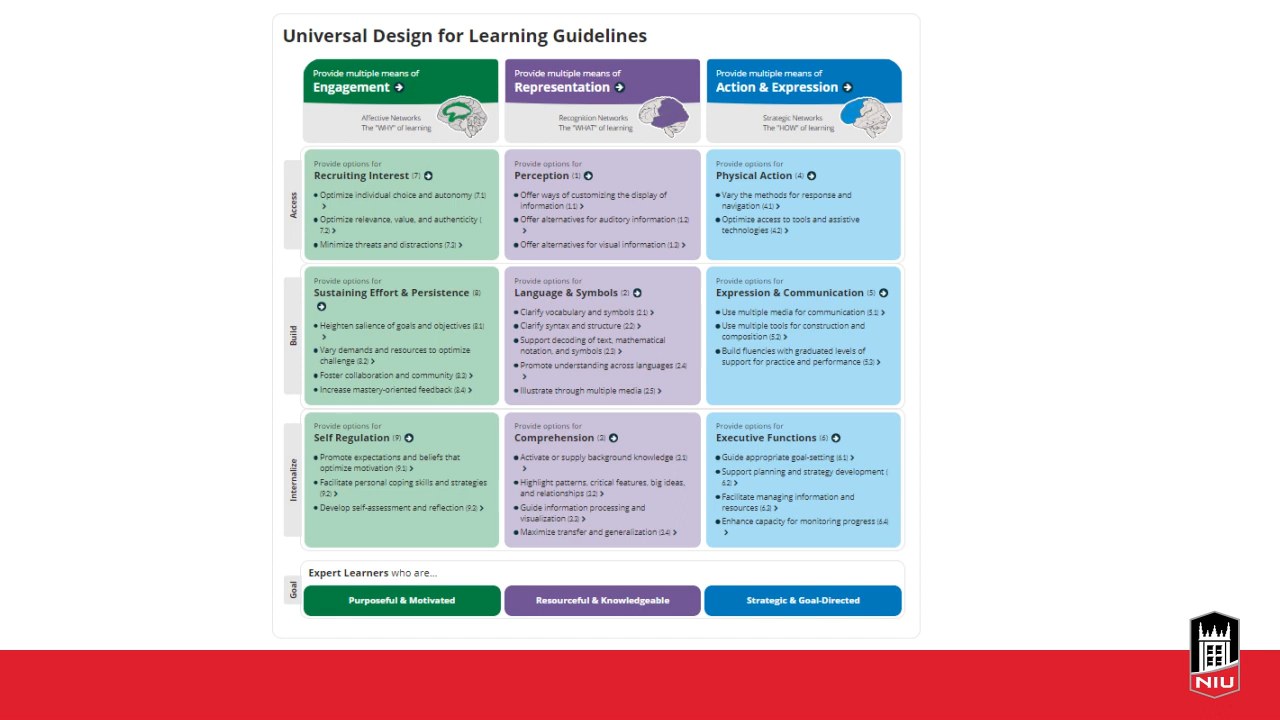 Universal Design for Learning Guidelines
Provide multiple means of
Engagement
Affective Networks
The "WHY" of learning
Provide multiple means of
Representation
Recognition Networks
The "WHAT" of learning
Provide multiple means of
Action & Expression
Strategic Networks
The "HOW" of learning
Access
Provide options for
Recruiting Interest (7)
Optimize individual choice and autonomy (7.1)
Optimize relevance, value, and authenticity (
7.2)
Minimize threats and distractions (7.3)
Provide options for
Perception (1)
Offer ways of customizing the display of
information (1.1)
Offer alternatives for auditory information (1.2)
Offer alternatives for visual information (1.3)
Provide options for
Physical Action (4)
Vary the methods for response and
navigation (4.1)
Optimize access to tools and assistive
technologies (4.2)
Build
Provide options for
Sustaining Effort & Persistence (8)
Heighten salience of goals and objectives (8.1)
Vary demands and resources to optimize
challenge (8.2)
Foster collaboration and community (8.3)
Increase mastery-oriented feedback (8.4)
Provide options for
Language & Symbols (2)
Clarify vocabulary and symbols (2.1)
Clarify syntax and structure (2.2)
Support decoding of text, mathematical
notation, and symbols (2.3)
Promote understanding across languages (2.4)
Illustrate through multiple media (2.5)
Provide options for
Expression & Communication (5)
Use multiple media for communication (5.1)
Use multiple tools for construction and
composition (5.2)
Build fluencies with graduated levels of
support for practice and performance (5.3)
Internalize
Provide options for
Self Regulation (9)
Promote expectations and beliefs that
optimize motivation (9.1)
Facilitate personal coping skills and strategies
(9.2)
Develop self-assessment and reflection (9.3)
Provide options for
Comprehension (3)
Activate or supply background knowledge (3.1)
Highlight patterns, critical features, big ideas,
and relationships (3.2)
Guide information processing and
visualization (3.3)
Maximize transfer and generalization (3.4)
Provide options for
Executive Functions (6)
Guide appropriate goal-setting (6.1)
Support planning and strategy development (
6.2)
Facilitate managing information and
resources (6.3)
Enhance capacity for monitoring progress (6.4)
Goal
Expert Learners who are...
Purposeful & Motivated
Resourceful & Knowledgeable
Strategic & Goal-Directed
NIU